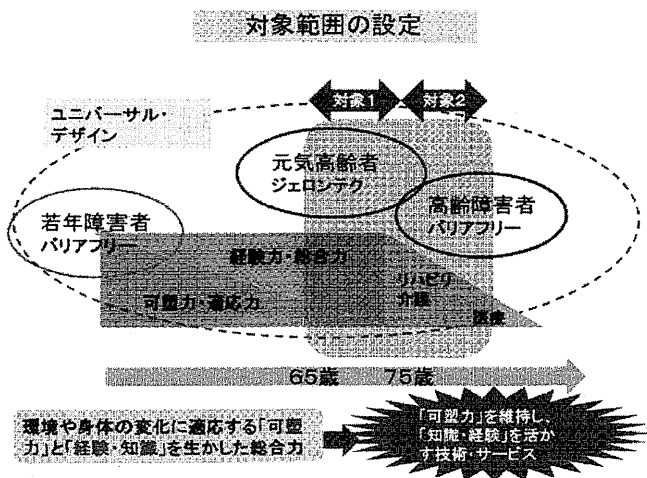 対象範囲の設定
対象1
対象2
ユニバーサル・
デザイン
元気高齢者
ジェロンテク
若年障害者
バリアフリー
高齢障害者
バリアフリー
経験力・総合力
可塑力・適応力
リハビリ
介護
医療
65歳
75歳
環境や身体の変化に適応する「可塑
力」と「経験・知識」を生かした総合力
「可塑力」を維持し、
「知識・経験」を活か
す技術・サービス